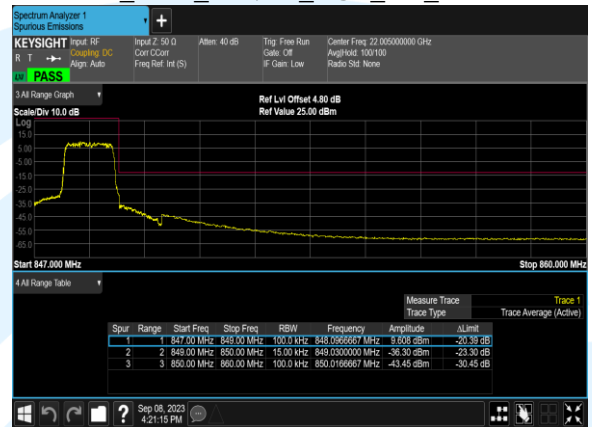 Spectrum Analyzer 1
Spurious Emissions
KEYSIGHT Input: RF Input Z: 50 Ω Atten: 40 dB Trig: Free Run Center Freq: 22.005000000 GHz
R T Coupling: DC Corr CCorr Gate: Off Avg|Hold: 100/100
Align: Auto Freq Ref: Int (S) IF Gain: Low Radio Std: None
LV PASS
3 All Range Graph
Ref Lvl Offset 4.80 dB
Scale/Div 10.0 dB Ref Value 25.00 dBm
Log
15.0
5.00
-5.00
-15.0
-25.0
-35.0
-45.0
-55.0
-65.0
Start 847.000 MHz Stop 860.000 MHz
4 All Range Table
Measure Trace Trace 1
Trace Type Trace Average (Active)
Spur Range Start Freq Stop Freq RBW Frequency Amplitude ΔLimit
1 1 847.00 MHz 849.00 MHz 100.0 kHz 848.0966667 MHz 9.608 dBm -20.39 dB
2 2 849.00 MHz 850.00 MHz 15.00 kHz 849.0300000 MHz -36.30 dBm -23.30 dB
3 3 850.00 MHz 860.00 MHz 100.0 kHz 850.0166667 MHz -43.45 dBm -30.45 dB
Sep 08, 2023
4:21:15 PM